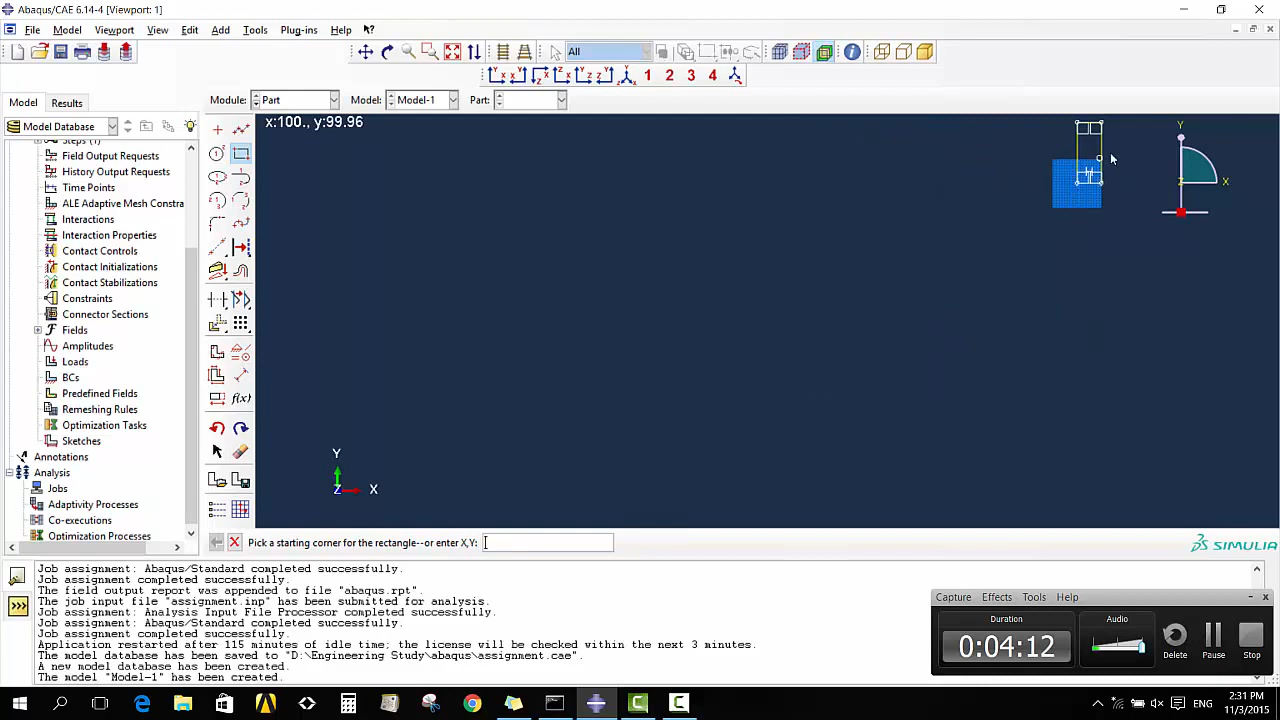 Abaqus/CAE 6.14-4 [Viewport: 1]
File Model Viewport View Edit Add Tools Plug-ins Help
All
1 2 3 4
Model Results
Module: Part Model: Model-1 Part:
Model Database
x:100., y:99.96
Steps (1)
Field Output Requests
History Output Requests
Time Points
ALE Adaptive Mesh Constra
Interactions
Interaction Properties
Contact Controls
Contact Initializations
Contact Stabilizations
Constraints
Connector Sections
Fields
Amplitudes
Loads
BCs
Predefined Fields
Remeshing Rules
Optimization Tasks
Sketches
Annotations
Analysis
Jobs
Adaptivity Processes
Co-executions
Optimization Processes
f(x)
Y
Z X
H
Y
Z X
Pick a starting corner for the rectangle--or enter X,Y:
SIMULIA
Job assignment: Abaqus/Standard completed successfully.
Job assignment completed successfully.
The field output report was appended to file "abaqus.rpt".
The job input file "assignment.inp" has been submitted for analysis.
Job assignment: Analysis Input File Processor completed successfully.
Job assignment: Abaqus/Standard completed successfully.
Job assignment completed successfully.
Application restarted after 115 minutes of idle time; the license will be checked within the next 3 minutes.
The model database has been saved to "D:\Engineering Study\abaqus\assignment.cae".
A new model database has been created.
The model "Model-1" has been created.
Capture Effects Tools Help
Duration
0:04:12
Audio
Delete Pause Stop
ENG
2:31 PM
11/3/2015